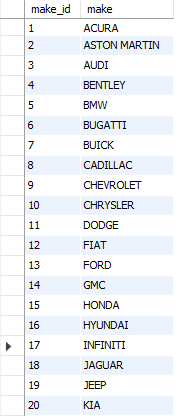 make_id make
1 ACURA
2 ASTON MARTIN
3 AUDI
4 BENTLEY
5 BMW
6 BUGATTI
7 BUICK
8 CADILLAC
9 CHEVROLET
10 CHRYSLER
11 DODGE
12 FIAT
13 FORD
14 GMC
15 HONDA
16 HYUNDAI
17 INFINITI
18 JAGUAR
19 JEEP
20 KIA